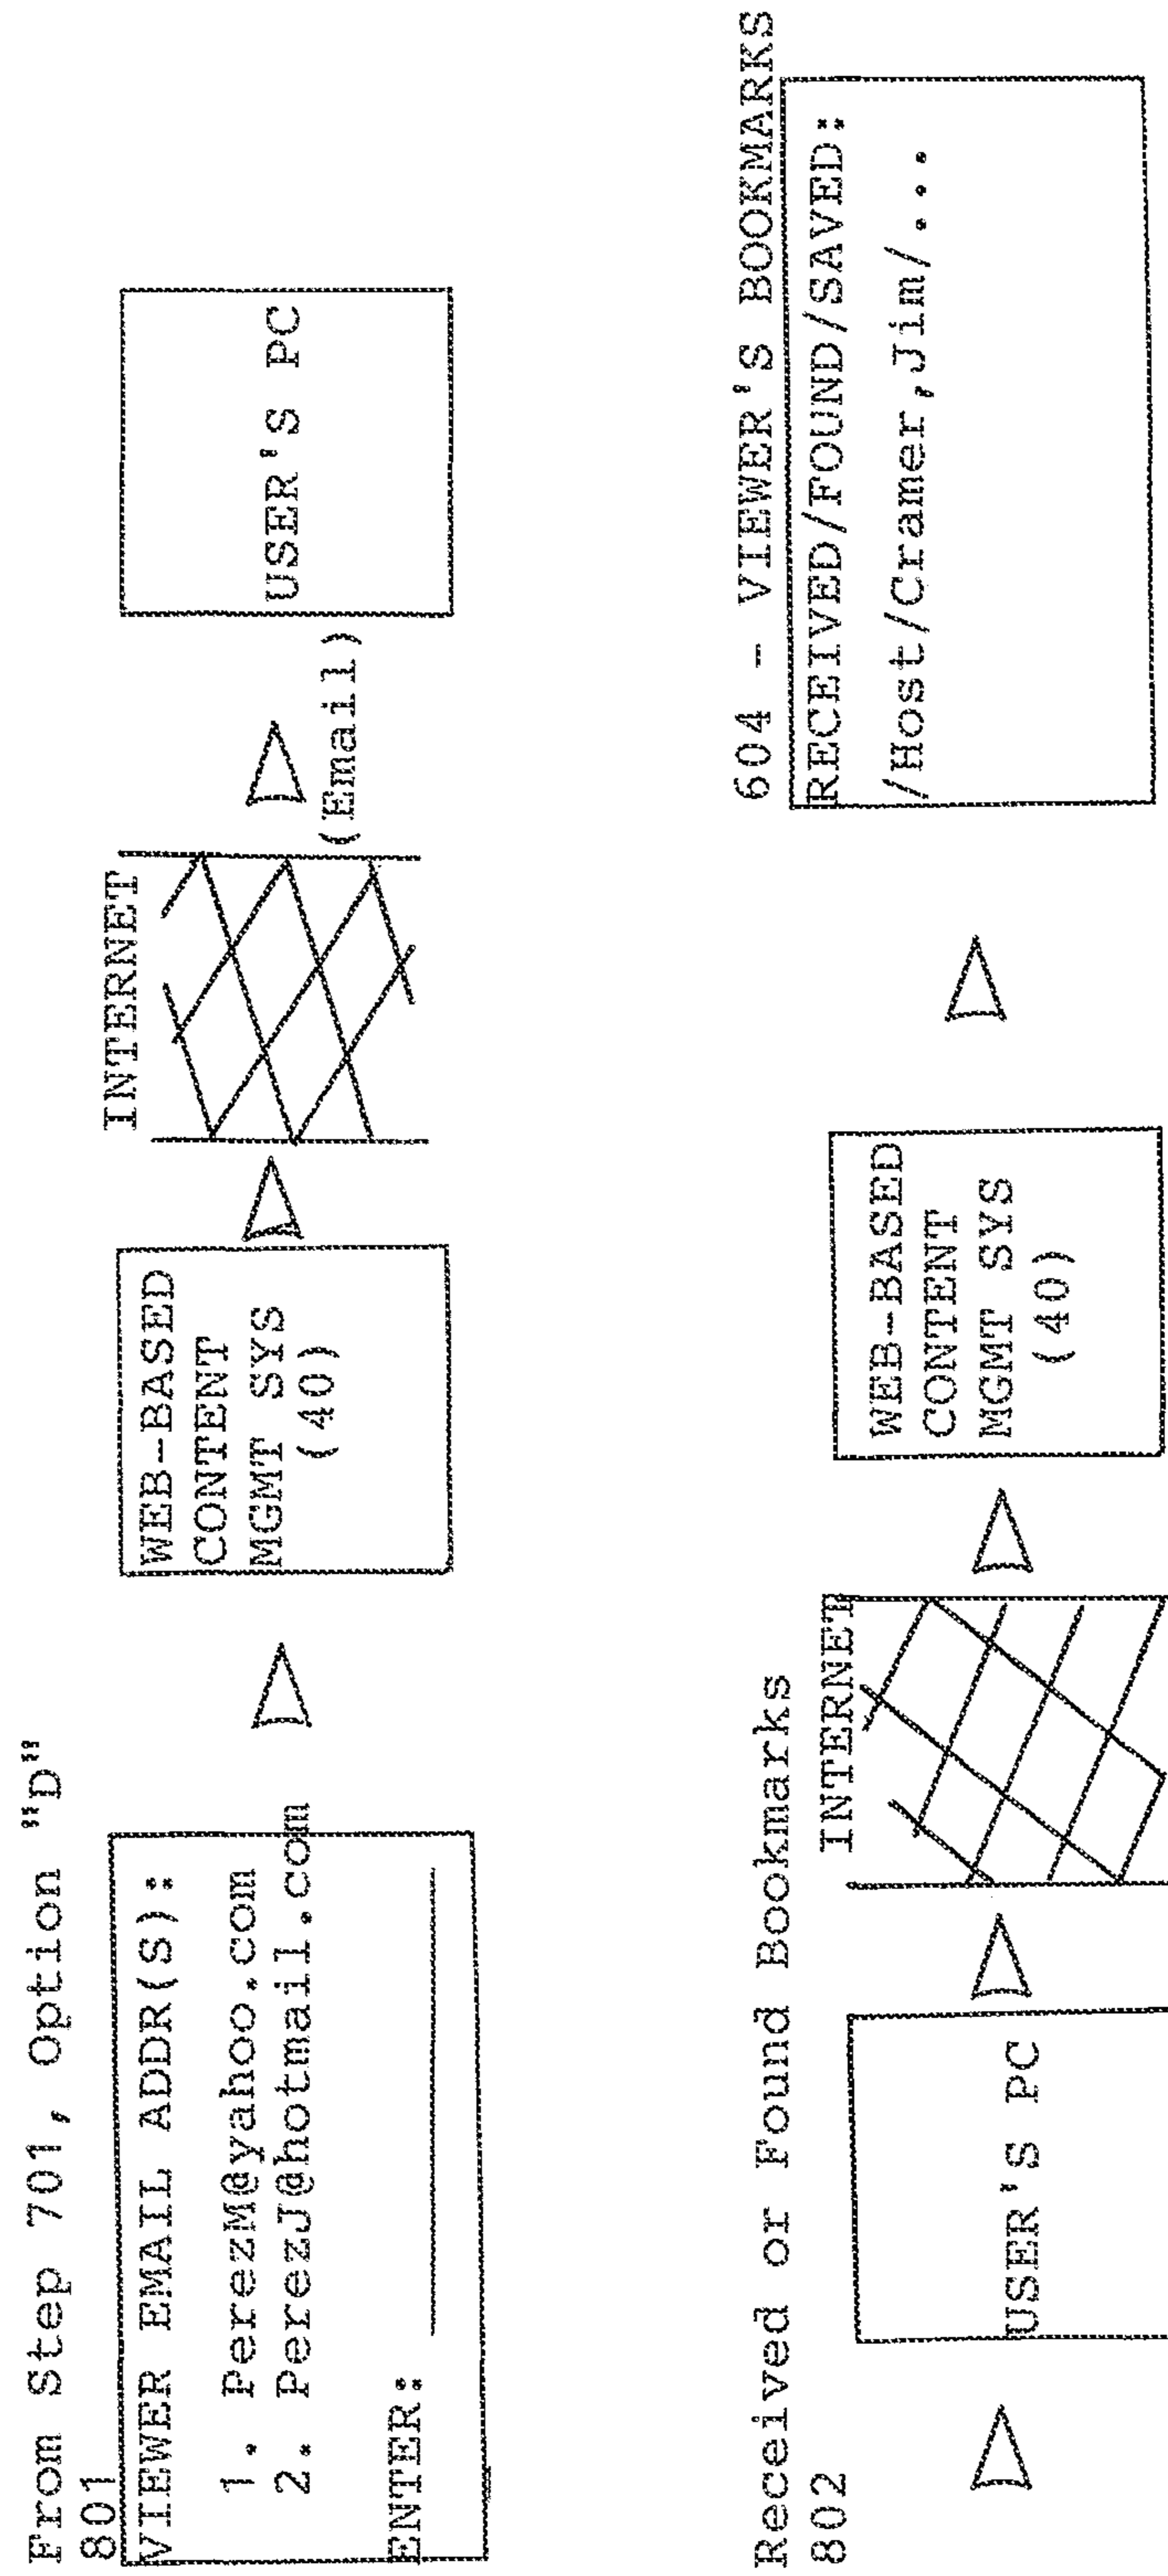 From Step 701, Option "D"
801
VIEWER EMAIL ADDR(S):
1. PerezM@yahoo.com
2. PerezJ@hotmail.com
ENTER:
WEB-BASED
CONTENT
MGMT SYS
(40)
INTERNET
(Email)
USER'S PC
Received or Found Bookmarks
802
USER'S PC
INTERNET
WEB-BASED
CONTENT
MGMT SYS
(40)
604 - VIEWER'S BOOKMARKS
RECEIVED/FOUND/SAVED:
/Host/Cramer,Jim/...